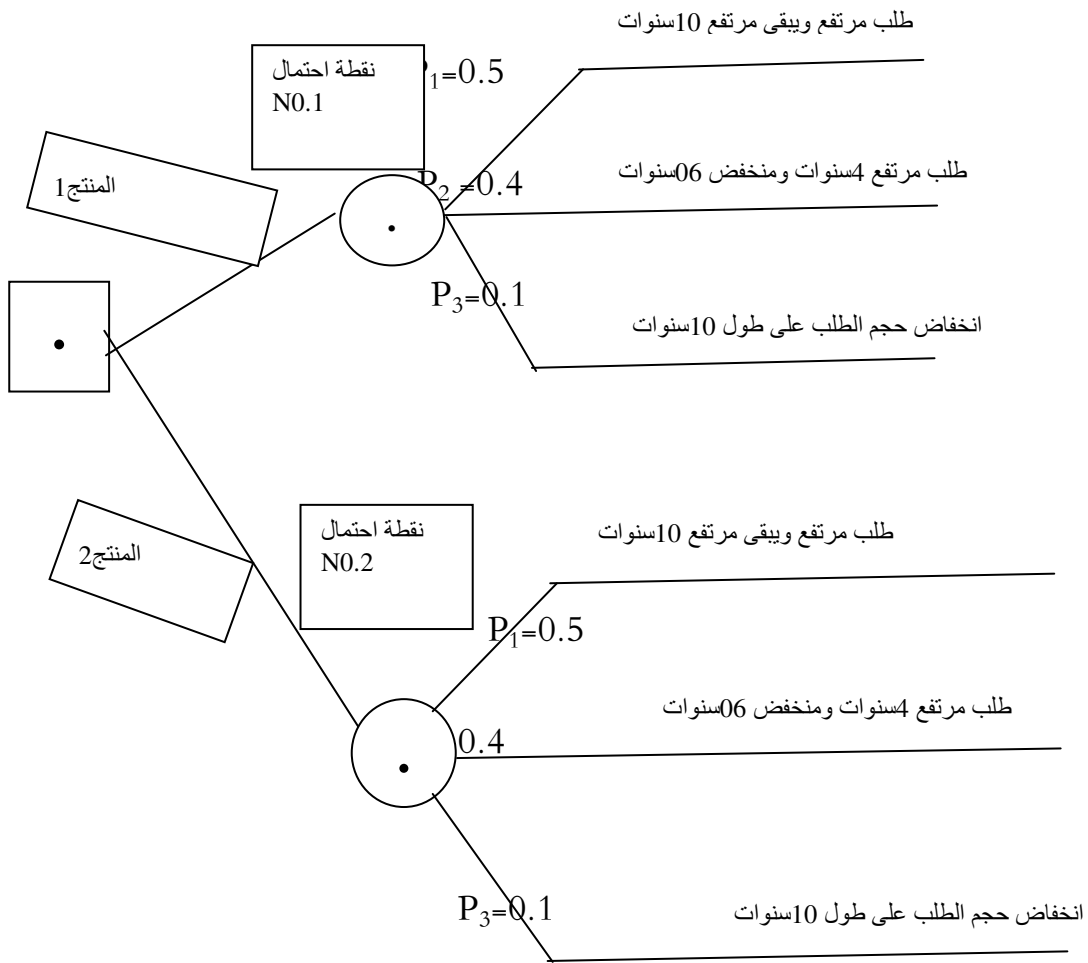 طلب مرتفع ويبقى مرتفع 10سنوات
نقطة احتمال
N0.1
P₁=0.5
طلب مرتفع 4سنوات ومنخفض 06سنوات
المنتج1
P₂ =0.4
P₃=0.1
انخفاض حجم الطلب على طول 10سنوات
نقطة احتمال
N0.2
طلب مرتفع ويبقى مرتفع 10سنوات
المنتج2
P₁=0.5
طلب مرتفع 4سنوات ومنخفض 06سنوات
0.4
P₃=0.1
انخفاض حجم الطلب على طول 10سنوات